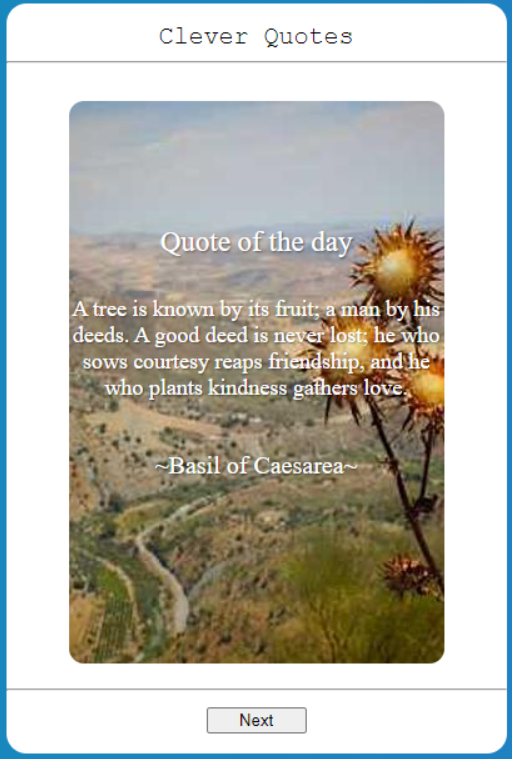 Clever Quotes
Quote of the day
A tree is known by its fruit; a man by his
deeds. A good deed is never lost; he who
sows courtesy reaps friendship, and he
who plants kindness gathers love.
~Basil of Caesarea~
Next